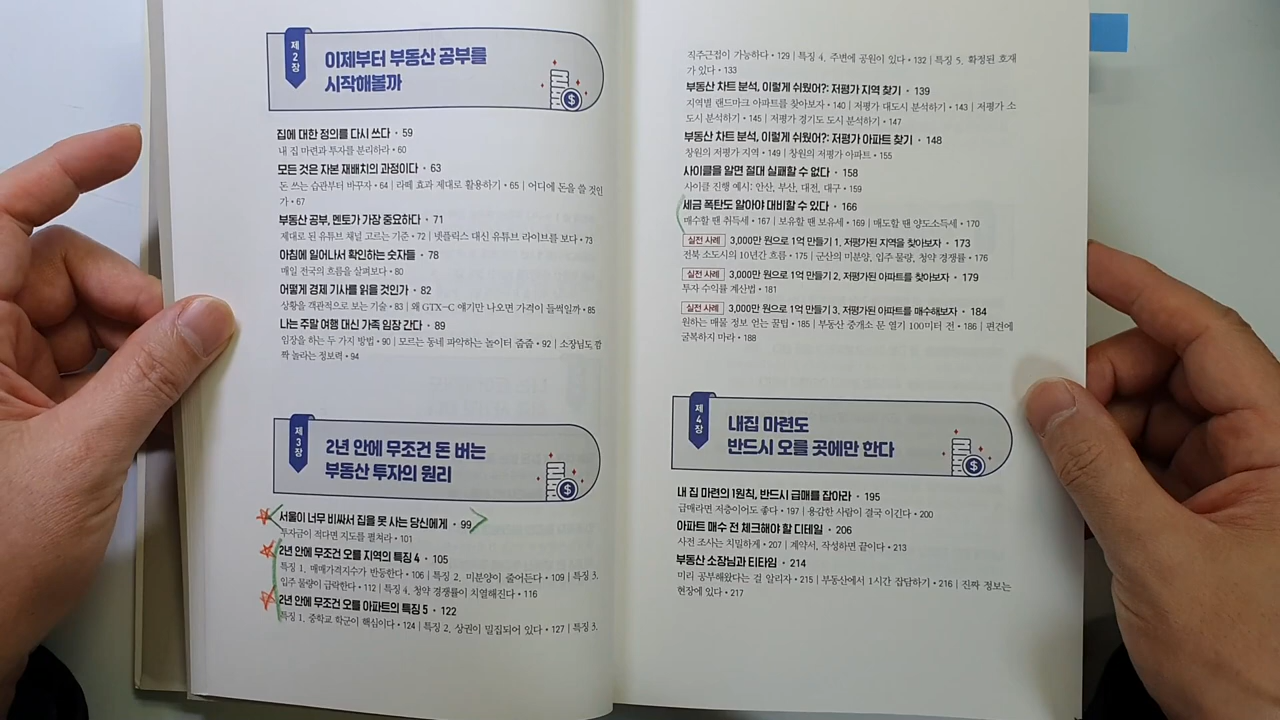 제2장
이제부터 부동산 공부를
시작해볼까
집에 대한 정의를 다시 쓰다 • 59
내 집 마련과 투자를 분리하라 • 60
모든 것은 자본 재배치의 과정이다 • 63
돈 쓰는 습관부터 바꾸자 • 64 | 라떼 효과 제대로 활용하기 • 65 | 어디에 돈을 쓸 것인
가 • 67
부동산 공부, 멘토가 가장 중요하다 • 71
제대로 된 유튜브 채널 고르는 기준 • 72 | 넷플릭스 대신 유튜브 라이브를 보다 • 73
아침에 일어나서 확인하는 숫자들 • 78
매일 전국의 흐름을 살펴보다 • 80
어떻게 경제 기사를 읽을 것인가 • 82
상황을 객관적으로 보는 기술 • 83 | 왜 GTX-C 얘기만 나오면 가격이 들썩일까 • 85
나는 주말 여행 대신 가족 임장 간다 • 89
임장을 하는 두 가지 방법 • 90 | 모르는 동네 파악하는 놀이터 줍줍 • 92 | 소장님도 깜
짝 놀라는 정보력 • 94
제3장
2년 안에 무조건 돈 버는
부동산 투자의 원리
서울이 너무 비싸서 집을 못 사는 당신에게 • 99
투자금이 적다면 지도를 펼쳐라 • 101
2년 안에 무조건 오를 지역의 특징 4 • 105
특징 1. 매매가격지수가 반등한다 • 106 | 특징 2. 미분양이 줄어든다 • 109 | 특징 3.
입주 물량이 급락한다 • 112 | 특징 4. 청약 경쟁률이 치열해진다 • 116
2년 안에 무조건 오를 아파트의 특징 5 • 122
특징 1. 중학교 학군이 핵심이다 • 124 | 특징 2. 상권이 밀집되어 있다 • 127 | 특징 3.
직주근접이 가능하다 • 129 | 특징 4. 주변에 공원이 있다 • 132 | 특징 5. 확정된 호재
가 있다 • 133
부동산 차트 분석, 이렇게 쉬웠어?: 저평가 지역 찾기 • 139
지역별 랜드마크 아파트를 찾아보자 • 140 | 저평가 대도시 분석하기 • 143 | 저평가 소
도시 분석하기 • 145 | 저평가 경기도 도시 분석하기 • 147
부동산 차트 분석, 이렇게 쉬웠어?: 저평가 아파트 찾기 • 148
창원의 저평가 지역 • 149 | 창원의 저평가 아파트 • 155
사이클을 알면 절대 실패할 수 없다 • 158
사이클 진행 예시: 안산, 부산, 대전, 대구 • 159
세금 폭탄도 알아야 대비할 수 있다 • 166
매수할 땐 취득세 • 167 | 보유할 땐 보유세 • 169 | 매도할 땐 양도소득세 • 170
실전 사례 3,000만 원으로 1억 만들기 1. 저평가된 지역을 찾아보자 • 173
전북 소도시의 10년간 흐름 • 175 | 군산의 미분양, 입주 물량, 청약 경쟁률 • 176
실전 사례 3,000만 원으로 1억 만들기 2. 저평가된 아파트를 찾아보자 • 179
투자 수익률 계산법 • 181
실전 사례 3,000만 원으로 1억 만들기 3. 저평가된 아파트를 매수해보자 • 184
원하는 매물 정보 얻는 꿀팁 • 185 | 부동산 중개소 문 열기 100미터 전 • 186 | 편견에
굴복하지 마라 • 188
제4장
내집 마련도
반드시 오를 곳에만 한다
내 집 마련의 1원칙, 반드시 급매를 잡아라 • 195
급매라면 저층이어도 좋다 • 197 | 용감한 사람이 결국 이긴다 • 200
아파트 매수 전 체크해야 할 디테일 • 206
사전 조사는 치밀하게 • 207 | 계약서, 작성하면 끝이다 • 213
부동산 소장님과 티타임 • 214
미리 공부해왔다는 걸 알리자 • 215 | 부동산에서 1시간 잡담하기 • 216 | 진짜 정보는
현장에 있다 • 217